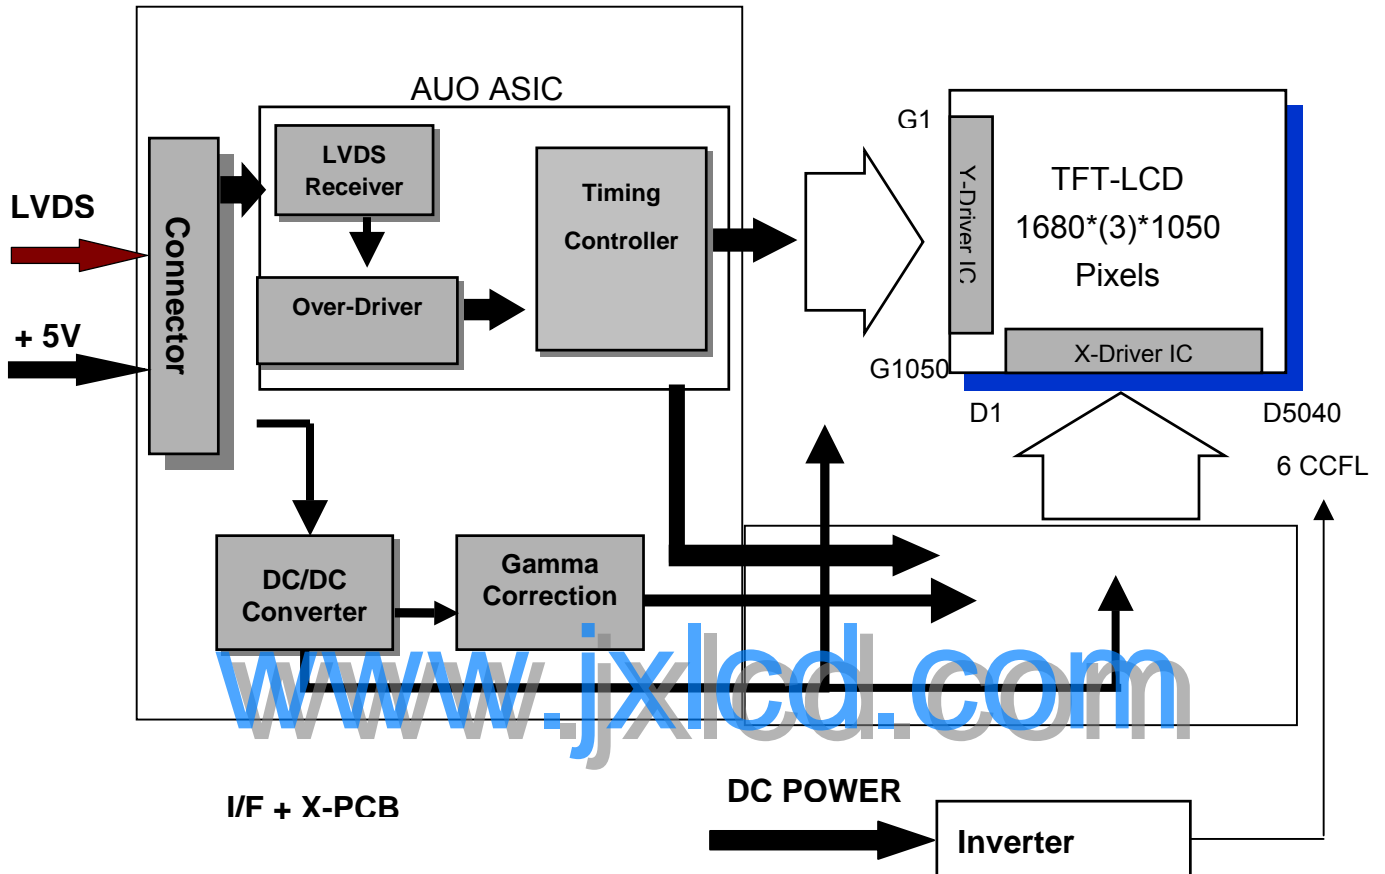 AUO ASIC
LVDS
+ 5V
Connector
LVDS
Receiver
Over-Driver
Timing
Controller
G1
Y-Driver IC
TFT-LCD
1680*(3)*1050
Pixels
X-Driver IC
G1050
D1
D5040
6 CCFL
DC/DC
Converter
Gamma
Correction
www.jxlcd.com
I/F + X-PCB
DC POWER
Inverter